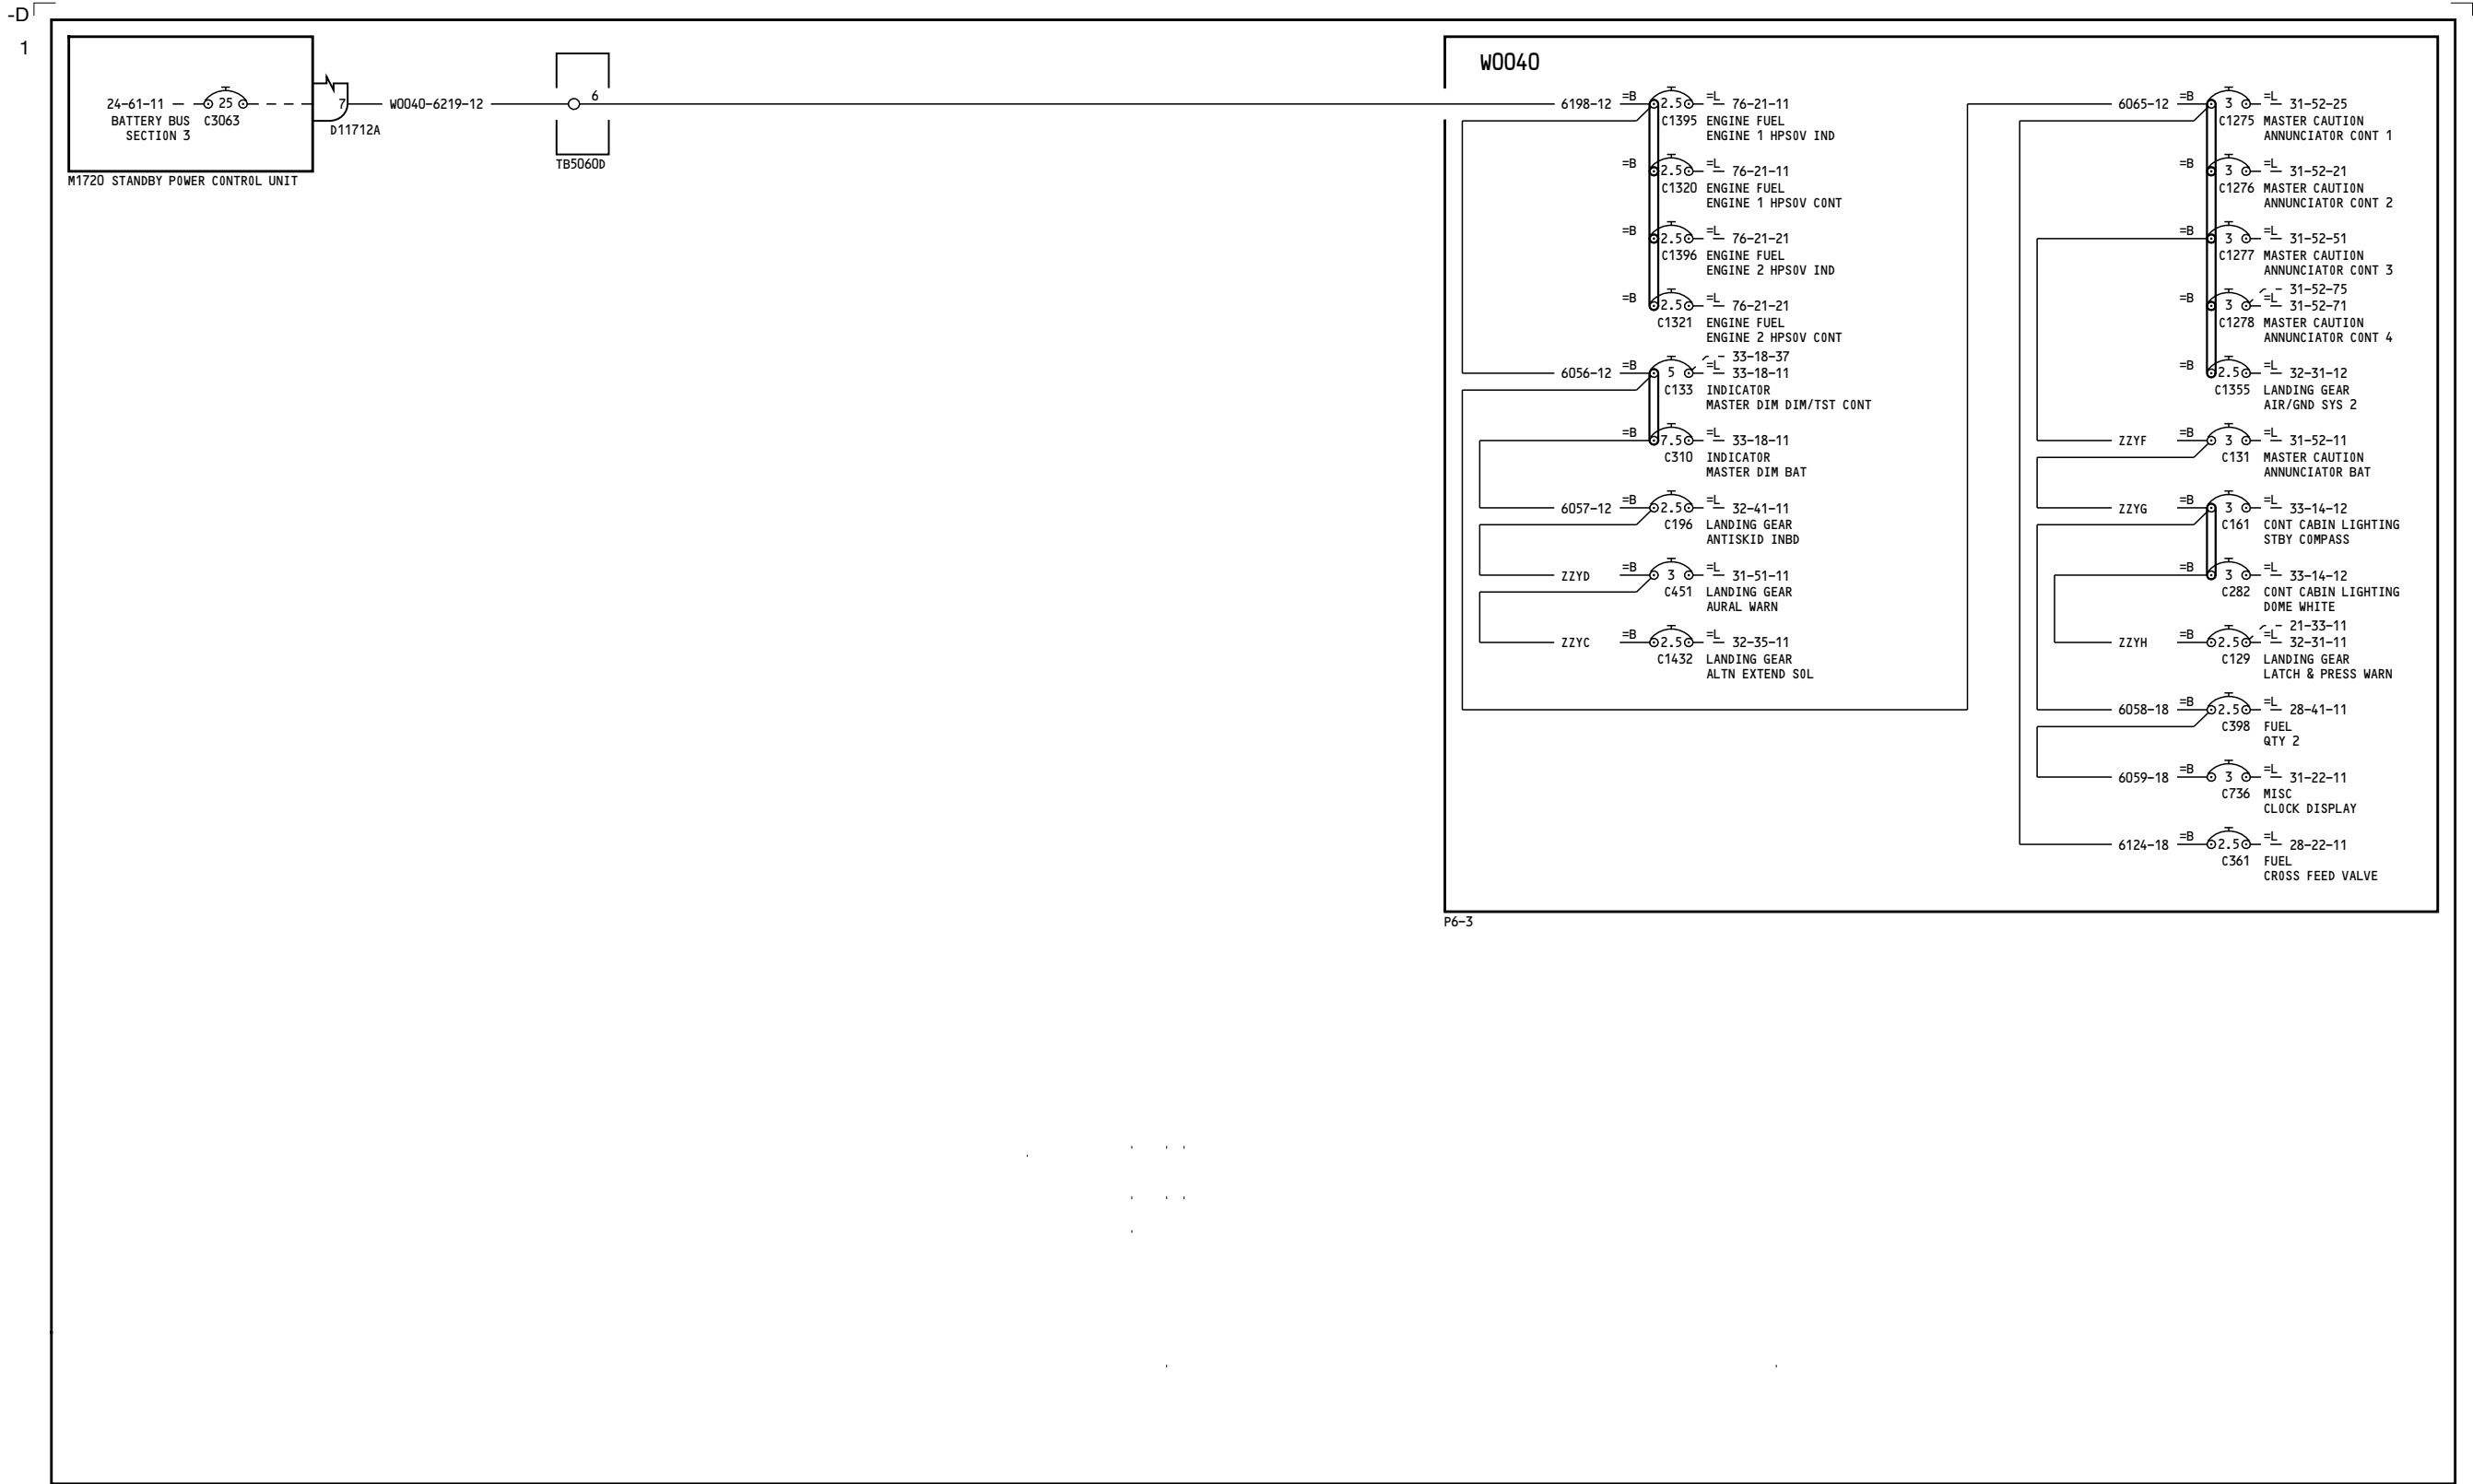 -D
1
24-61-11 25
BATTERY BUS C3063
SECTION 3
7
D11712A
M1720 STANDBY POWER CONTROL UNIT
W0040-6219-12
6
TB5060D
W0040
6198-12 =B 2.5 =L 76-21-11
C1395 ENGINE FUEL
ENGINE 1 HPSOV IND
=B 2.5 =L 76-21-11
C1320 ENGINE FUEL
ENGINE 1 HPSOV CONT
=B 2.5 =L 76-21-21
C1396 ENGINE FUEL
ENGINE 2 HPSOV IND
=B 2.5 =L 76-21-21
C1321 ENGINE FUEL
ENGINE 2 HPSOV CONT
33-18-37
6056-12 =B 5 =L 33-18-11
C133 INDICATOR
MASTER DIM DIM/TST CONT
=B 7.5 =L 33-18-11
C310 INDICATOR
MASTER DIM BAT
6057-12 =B 2.5 =L 32-41-11
C196 LANDING GEAR
ANTISKID INBD
ZZYD =B 3 =L 31-51-11
C451 LANDING GEAR
AURAL WARN
ZZYC =B 2.5 =L 32-35-11
C1432 LANDING GEAR
ALTN EXTEND SOL
6065-12 =B 3 =L 31-52-25
C1275 MASTER CAUTION
ANNUNCIATOR CONT 1
=B 3 =L 31-52-21
C1276 MASTER CAUTION
ANNUNCIATOR CONT 2
=B 3 =L 31-52-51
C1277 MASTER CAUTION
ANNUNCIATOR CONT 3
31-52-75
=B 3 =L 31-52-71
C1278 MASTER CAUTION
ANNUNCIATOR CONT 4
=B 2.5 =L 32-31-12
C1355 LANDING GEAR
AIR/GND SYS 2
ZZYF =B 3 =L 31-52-11
C131 MASTER CAUTION
ANNUNCIATOR BAT
ZZYG =B 3 =L 33-14-12
C161 CONT CABIN LIGHTING
STBY COMPASS
=B 3 =L 33-14-12
C282 CONT CABIN LIGHTING
DOME WHITE
21-33-11
ZZYH =B 2.5 =L 32-31-11
C129 LANDING GEAR
LATCH & PRESS WARN
6058-18 =B 2.5 =L 28-41-11
C398 FUEL
QTY 2
6059-18 =B 3 =L 31-22-11
C736 MISC
CLOCK DISPLAY
6124-18 =B 2.5 =L 28-22-11
C361 FUEL
CROSS FEED VALVE
P6-3